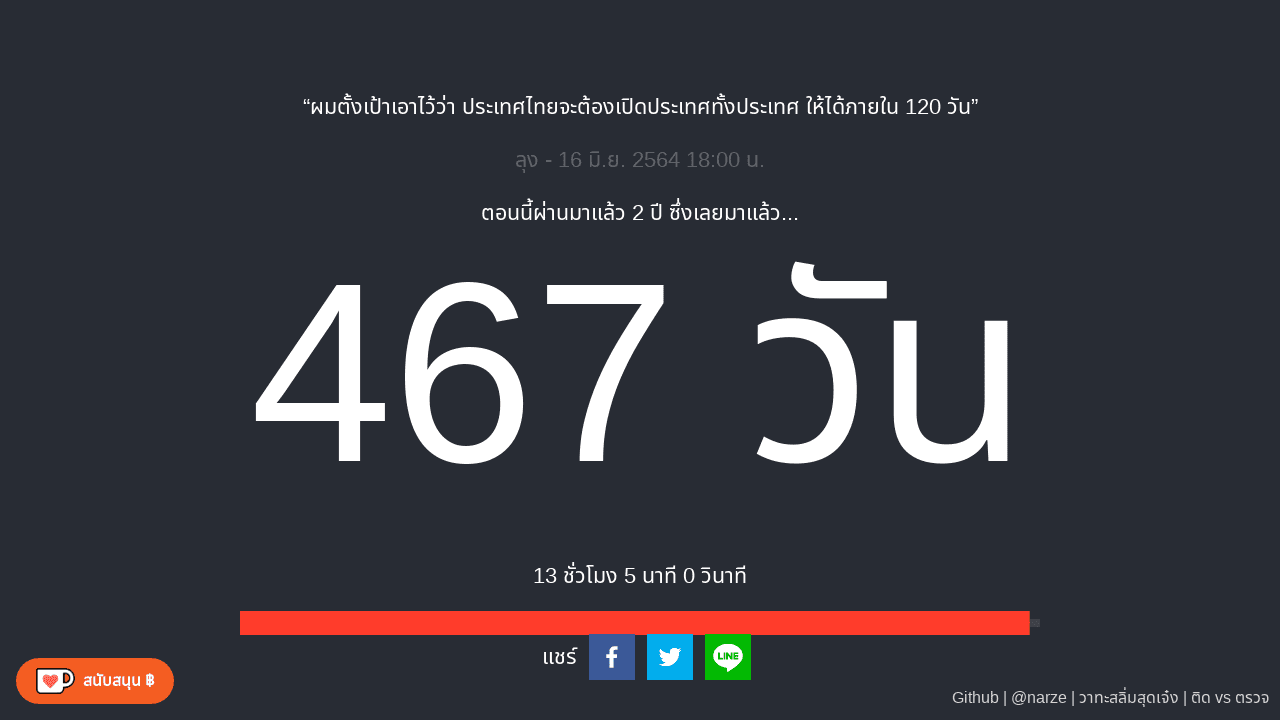 “ผมตั้งเป้าเอาไว้ว่า ประเทศไทยจะต้องเปิดประเทศทั้งประเทศ ให้ได้ภายใน 120 วัน”
ลุง - 16 มิ.ย. 2564 18:00 น.
ตอนนี้ผ่านมาแล้ว 2 ปี ซึ่งเลยมาแล้ว...
467 วัน
13 ชั่วโมง 5 นาที 0 วินาที
แชร์
LINE
สนับสนุน ฿
Github | @narze | วาทะสลิ่มสุดเจ๋ง | ติด vs ตรวจ